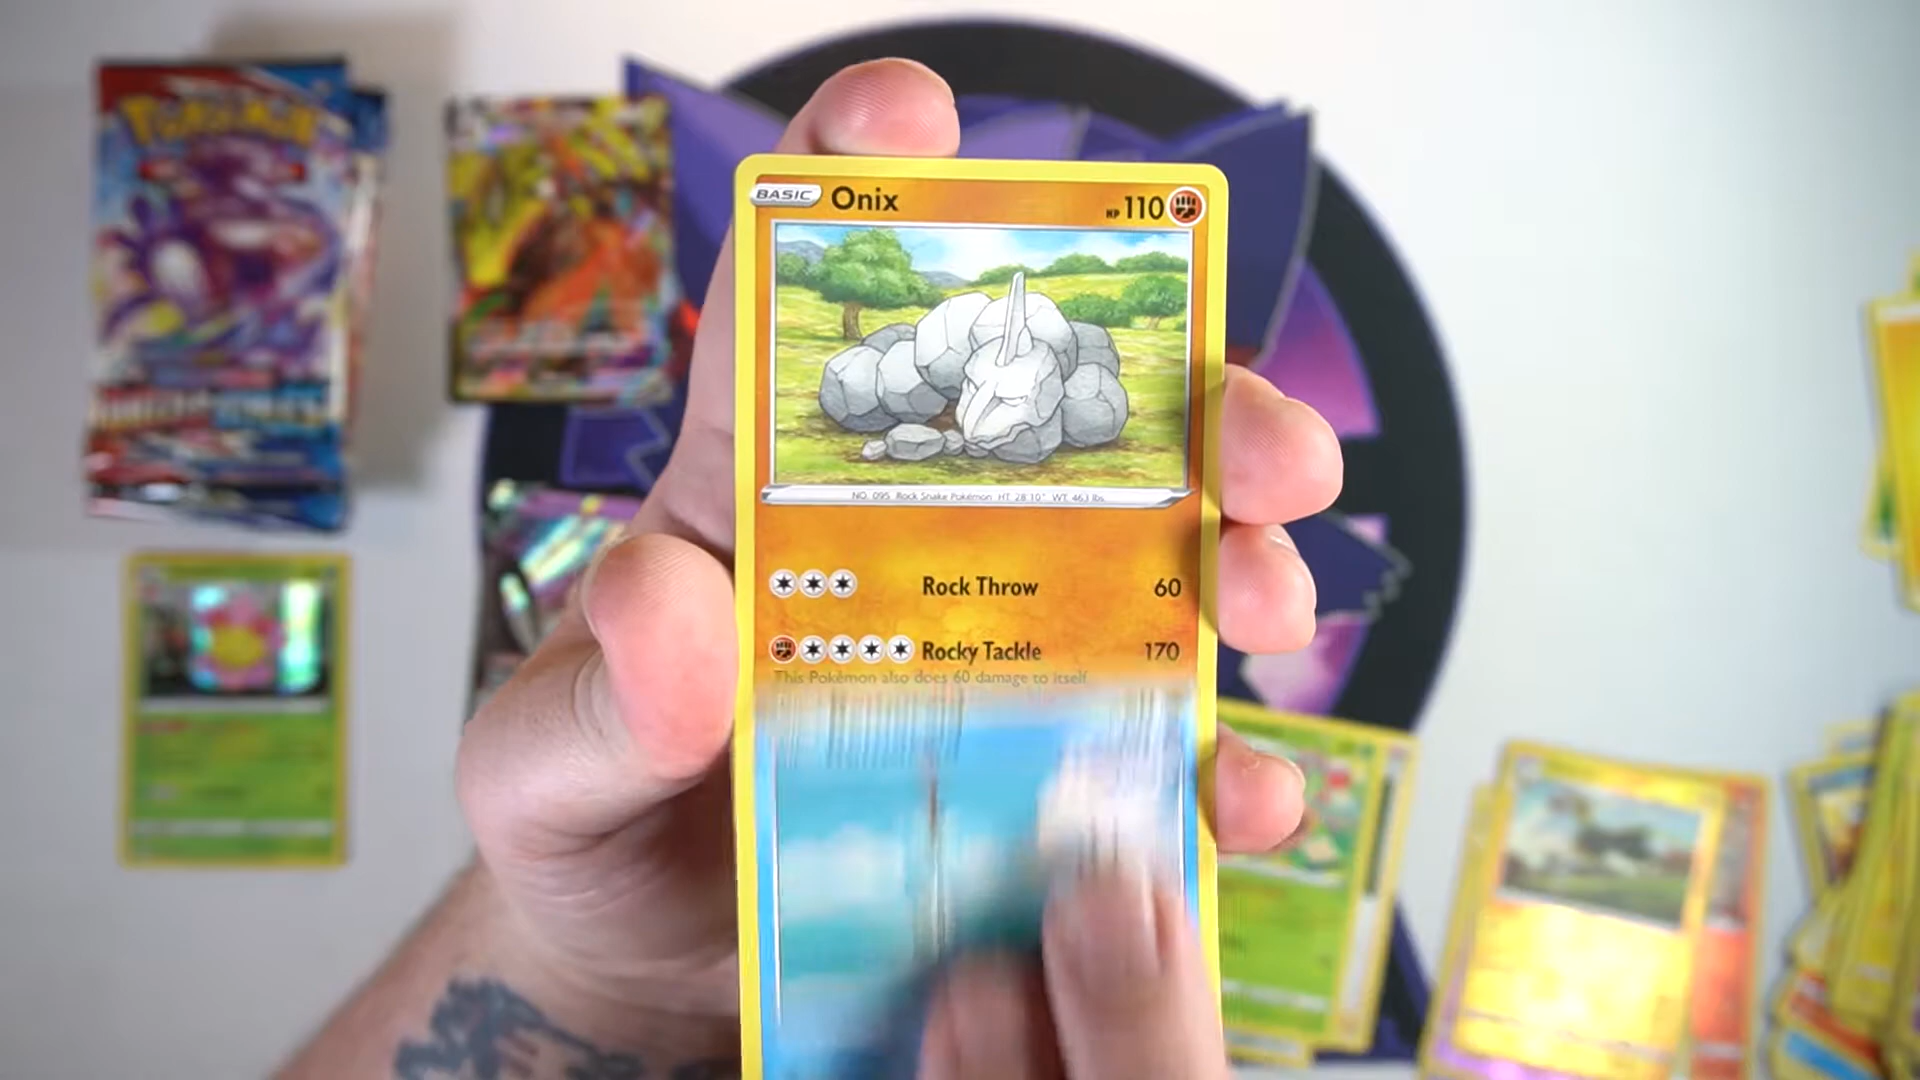 Pokémon
BASIC Onix HP 110
NO. 095 Rock Snake Pokémon HT. 28'10" WT. 463 lbs.
Rock Throw 60
Rocky Tackle 170
This Pokémon also does 60 damage to itself.